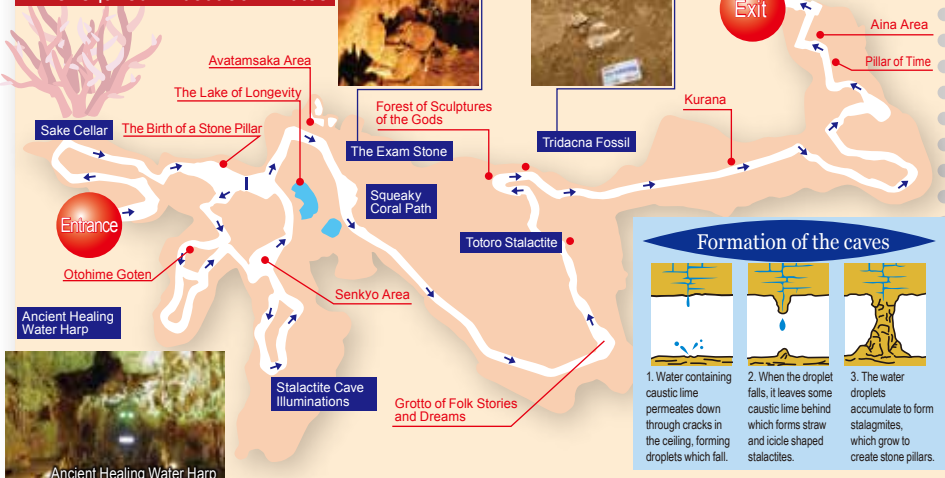 Exit
Aina Area
Pillar of Time
Avatamsaka Area
The Lake of Longevity
Forest of Sculptures
of the Gods
Kurana
Sake Cellar
The Birth of a Stone Pillar
The Exam Stone
Tridacna Fossil
Squeaky
Coral Path
Entrance
Totoro Stalactite
Otohime Goten
Senkyo Area
Ancient Healing
Water Harp
Stalactite Cave
Illuminations
Grotto of Folk Stories
and Dreams
Ancient Healing Water Harp
Formation of the caves
1. Water containing
caustic lime
permeates down
through cracks in
the ceiling, forming
droplets which fall.
2. When the droplet
falls, it leaves some
caustic lime behind
which forms straw
and icicle shaped
stalactites.
3. The water
droplets
accumulate to form
stalagmites,
which grow to
create stone pillars.